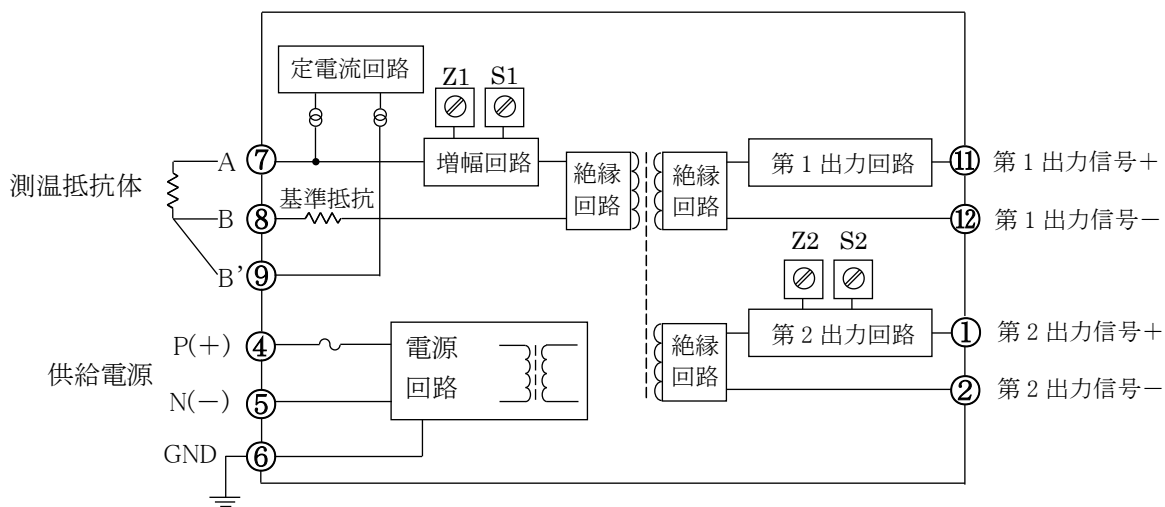 定電流回路
Z1 S1
A ⑦
増幅回路
絶縁
回路
絶縁
回路
第1出力回路
⑪ 第1出力信号+
測温抵抗体
B ⑧
基準抵抗
⑫ 第1出力信号-
B' ⑨
Z2 S2
P(+) ④
電源
回路
絶縁
回路
第2出力回路
① 第2出力信号+
供給電源
N(-) ⑤
② 第2出力信号-
GND ⑥